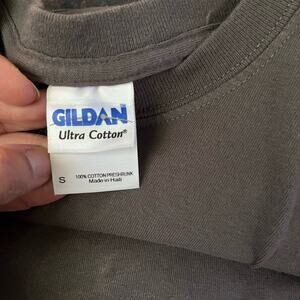 GILDAN
Ultra Cotton®
S 100% COTTON PRESHRUNK
Made in Haiti